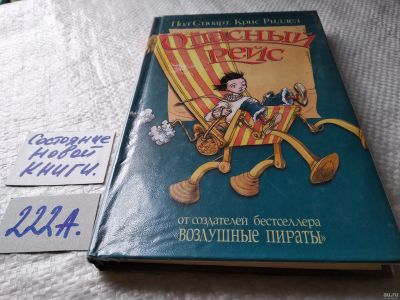 Пол Стюарт, Крис Риддел
Опасный
рейс
от создателей бестселлера
"ВОЗДУШНЫЕ ПИРАТЫ"
Состояние
новой
книги.
222А.
au.ru